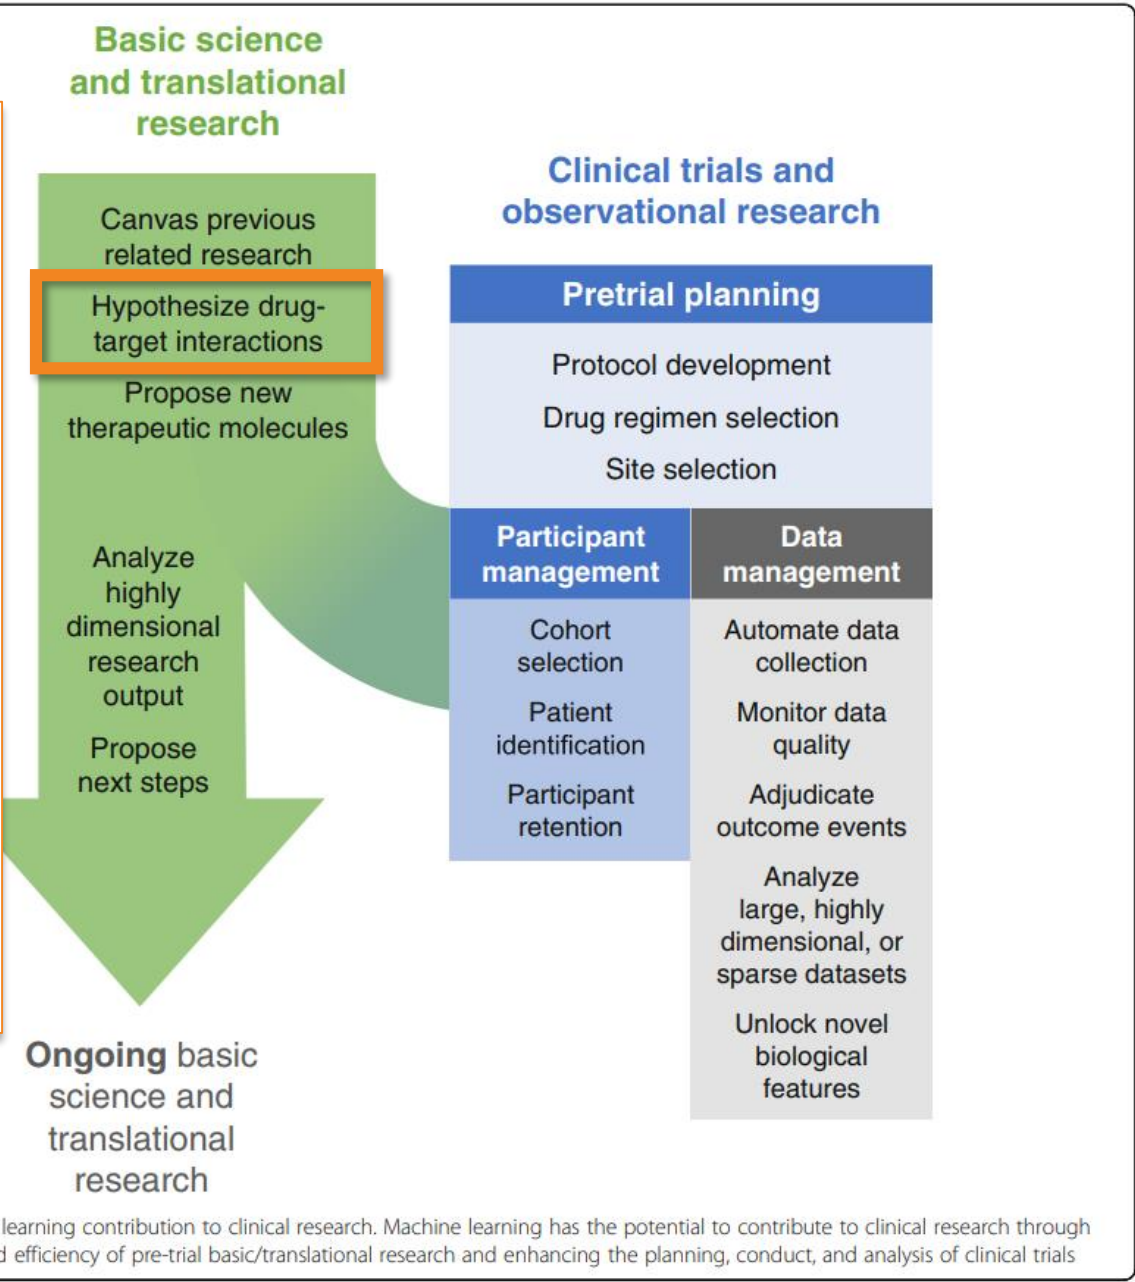 Basic science
and translational
research
Canvas previous
related research
Hypothesize drug-
target interactions
Propose new
therapeutic molecules
Analyze
highly
dimensional
research
output
Propose
next steps
Ongoing basic
science and
translational
research
Clinical trials and
observational research
Pretrial planning
Protocol development
Drug regimen selection
Site selection
Participant
management
Cohort
selection
Patient
identification
Participant
retention
Data
management
Automate data
collection
Monitor data
quality
Adjudicate
outcome events
Analyze
large, highly
dimensional, or
sparse datasets
Unlock novel
biological
features
learning contribution to clinical research. Machine learning has the potential to contribute to clinical research through
efficiency of pre-trial basic/translational research and enhancing the planning, conduct, and analysis of clinical trials